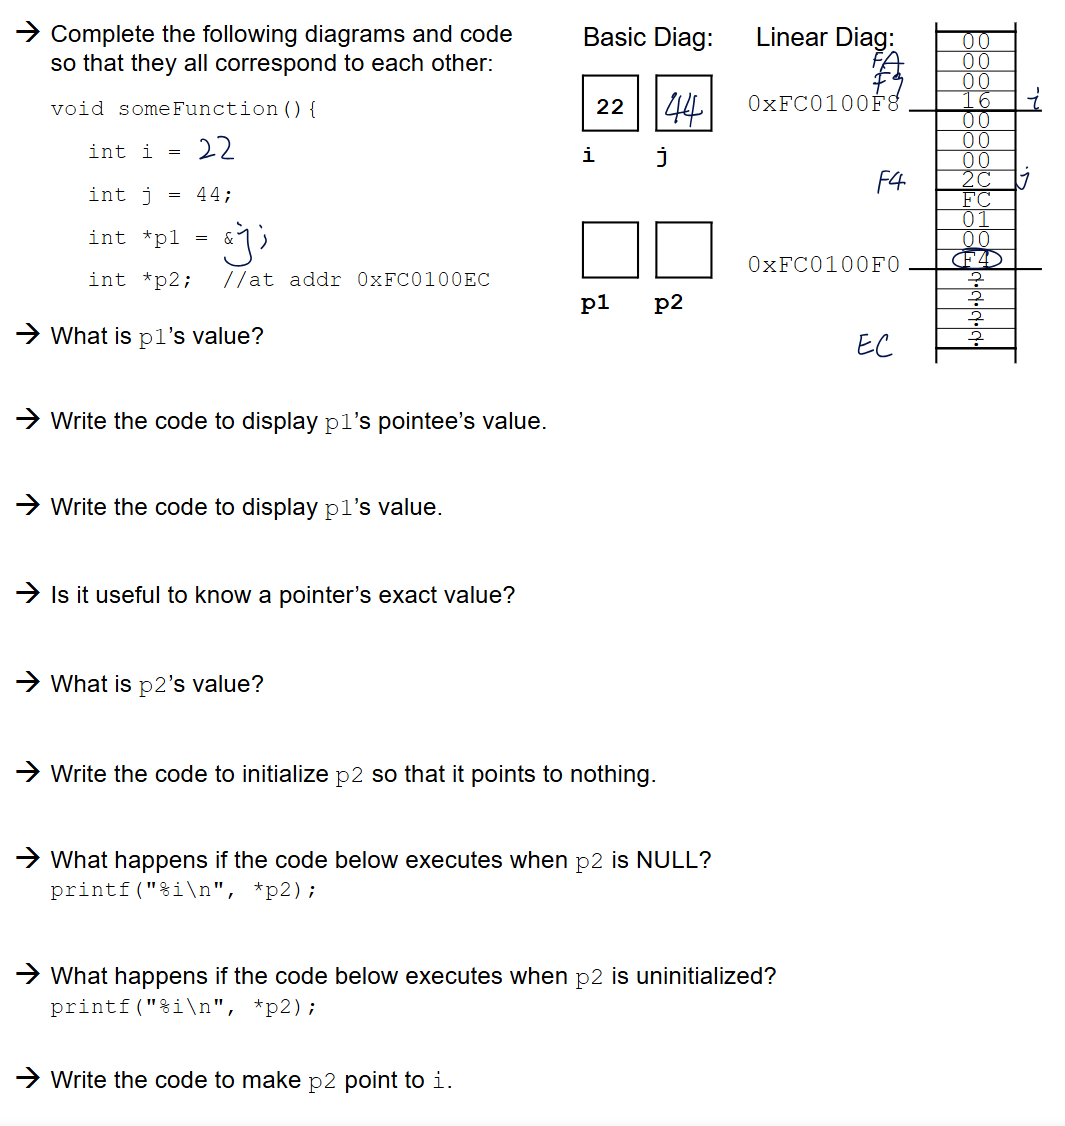 → Complete the following diagrams and code
so that they all correspond to each other:
void someFunction(){
int i = 22
int j = 44;
int *p1 = &j;
int *p2; //at addr 0xFC0100EC
Basic Diag:
22 44
i j
p1 p2
Linear Diag:
FA
F9
0xFC0100F8
F4
0xFC0100F0
EC
00
00
00
16 i
00
00
00
2C j
FC
01
00
F4
?
?
?
?
→ What is p1's value?
→ Write the code to display p1's pointee's value.
→ Write the code to display p1's value.
→ Is it useful to know a pointer's exact value?
→ What is p2's value?
→ Write the code to initialize p2 so that it points to nothing.
→ What happens if the code below executes when p2 is NULL?
printf("%i\n", *p2);
→ What happens if the code below executes when p2 is uninitialized?
printf("%i\n", *p2);
→ Write the code to make p2 point to i.